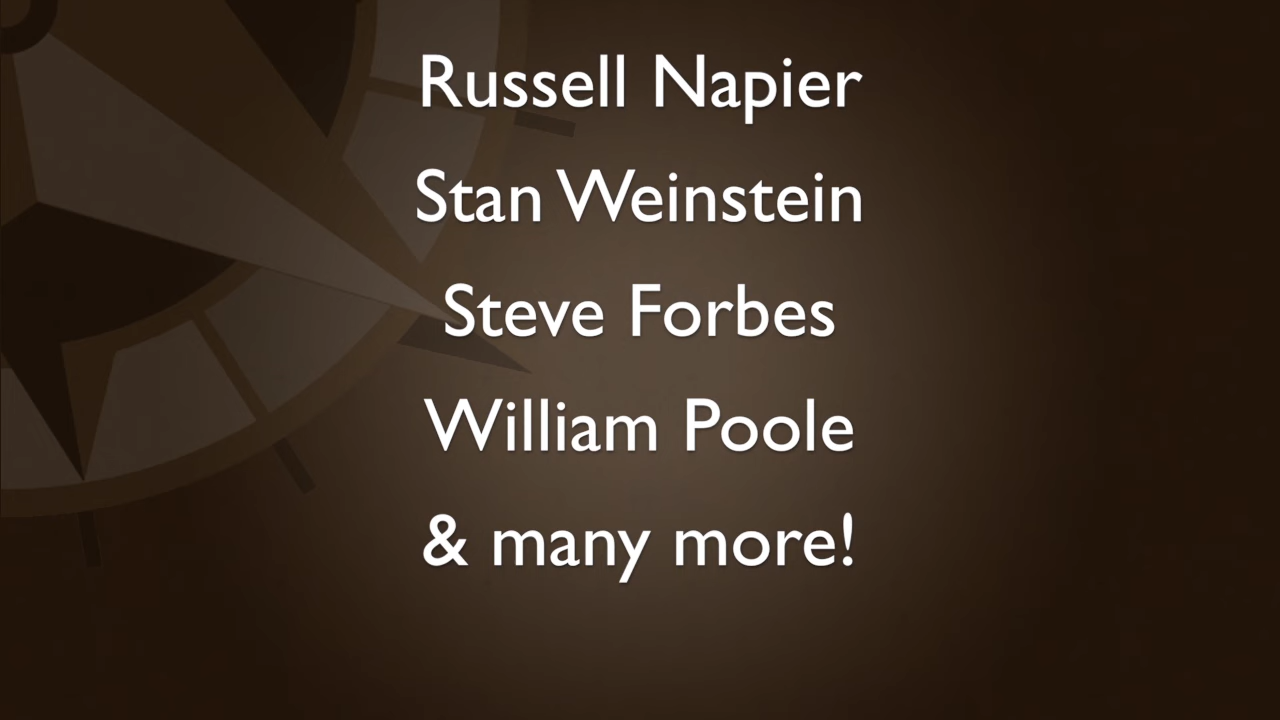 Russell Napier
Stan Weinstein
Steve Forbes
William Poole
& many more!